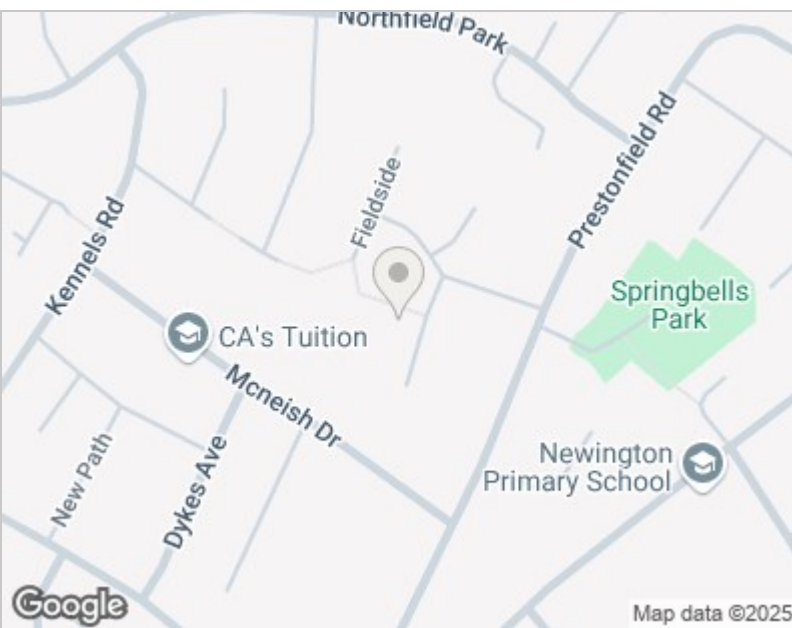 Northfield Park
Prestonfield Rd
Fieldside
Kennels Rd
Springbells
Park
CA's Tuition
Mcneish Dr
Newington
Primary School
New Path
Dykes Ave
Google
Map data ©2025